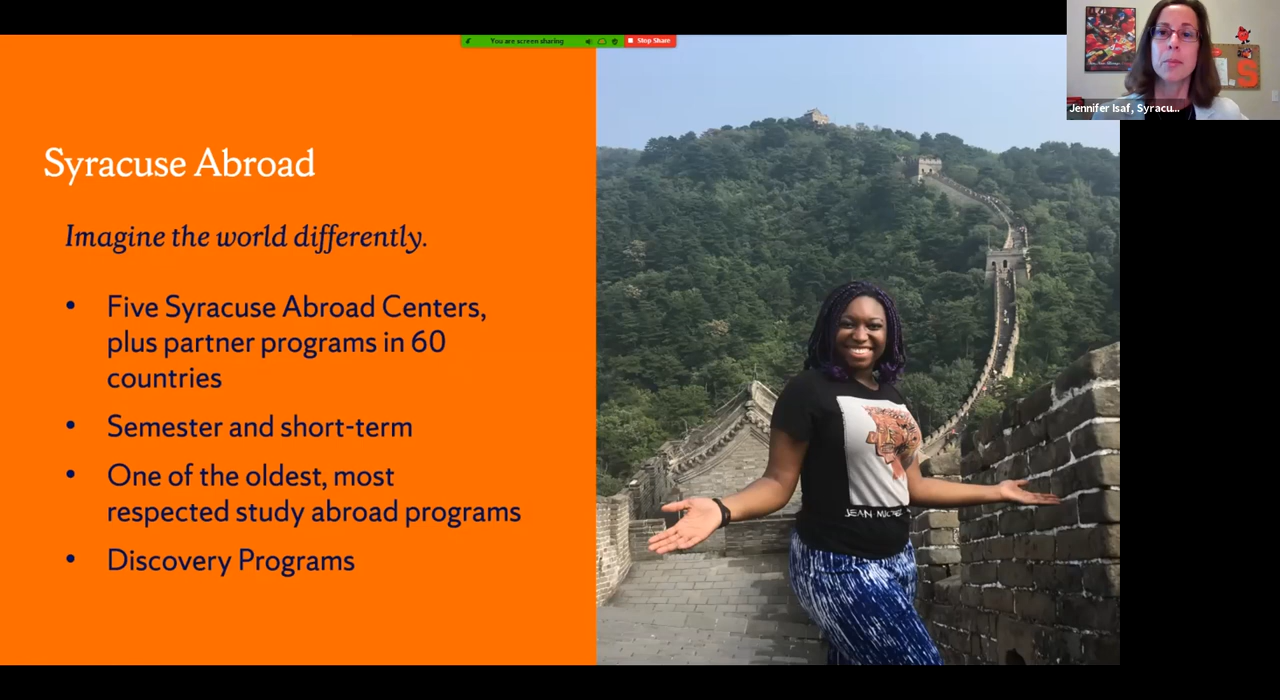 You are screen sharing
Stop Share
Jennifer Isaf, Syracu...
Syracuse Abroad
Imagine the world differently.
• Five Syracuse Abroad Centers,
plus partner programs in 60
countries
• Semester and short-term
• One of the oldest, most
respected study abroad programs
• Discovery Programs
S